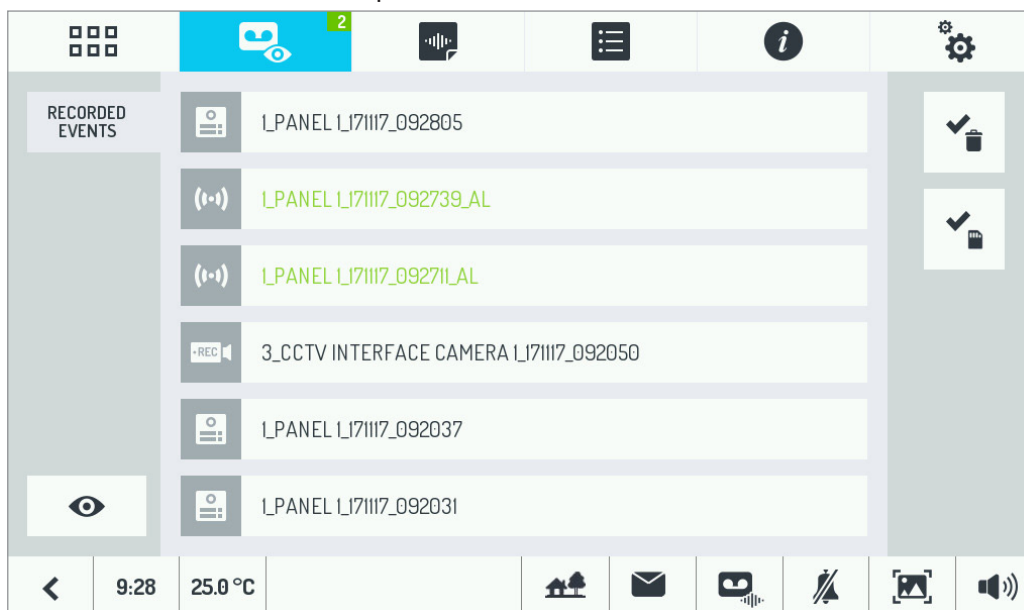 2
i
RECORDED
EVENTS
1_PANEL 1_171117_092805
1_PANEL 1_171117_092739_AL
1_PANEL 1_171117_092711_AL
•REC
3_CCTV INTERFACE CAMERA 1_171117_092050
1_PANEL 1_171117_092037
1_PANEL 1_171117_092031
9:28
25.0 °C